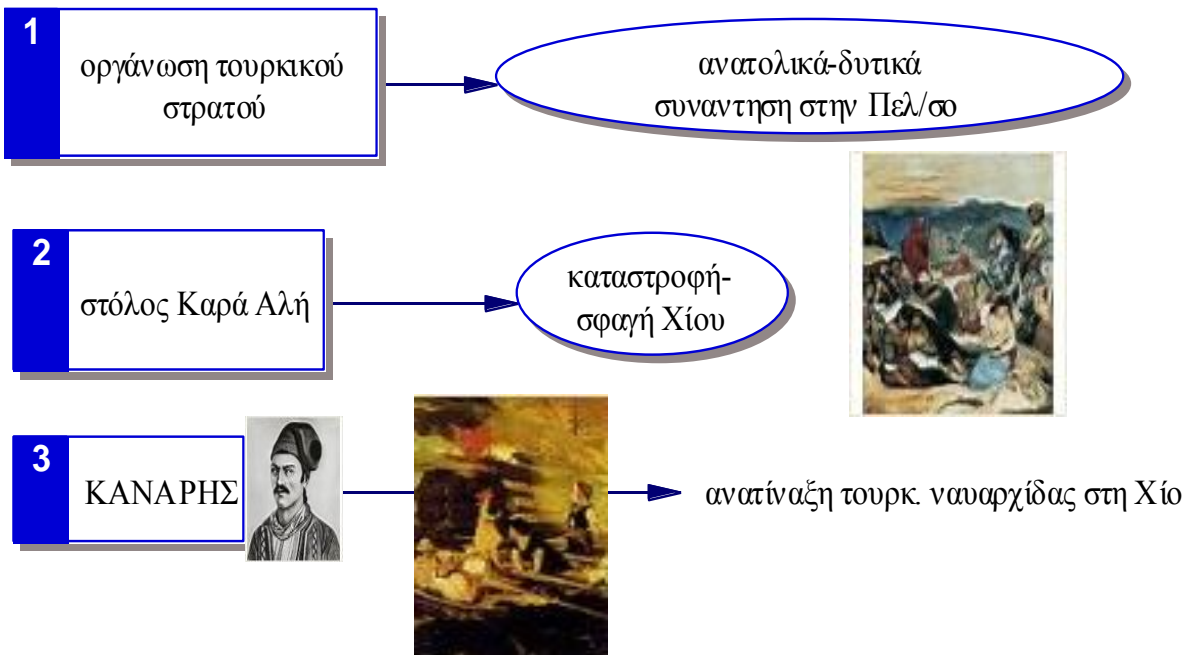 1
οργάνωση τουρκικού
στρατού
ανατολικά-δυτικά
συναντηση στην Πελ/σο
2
στόλος Καρά Αλή
καταστροφή-
σφαγή Χίου
3
ΚΑΝΑΡΗΣ
ανατίναξη τουρκ. ναυαρχίδας στη Χίο